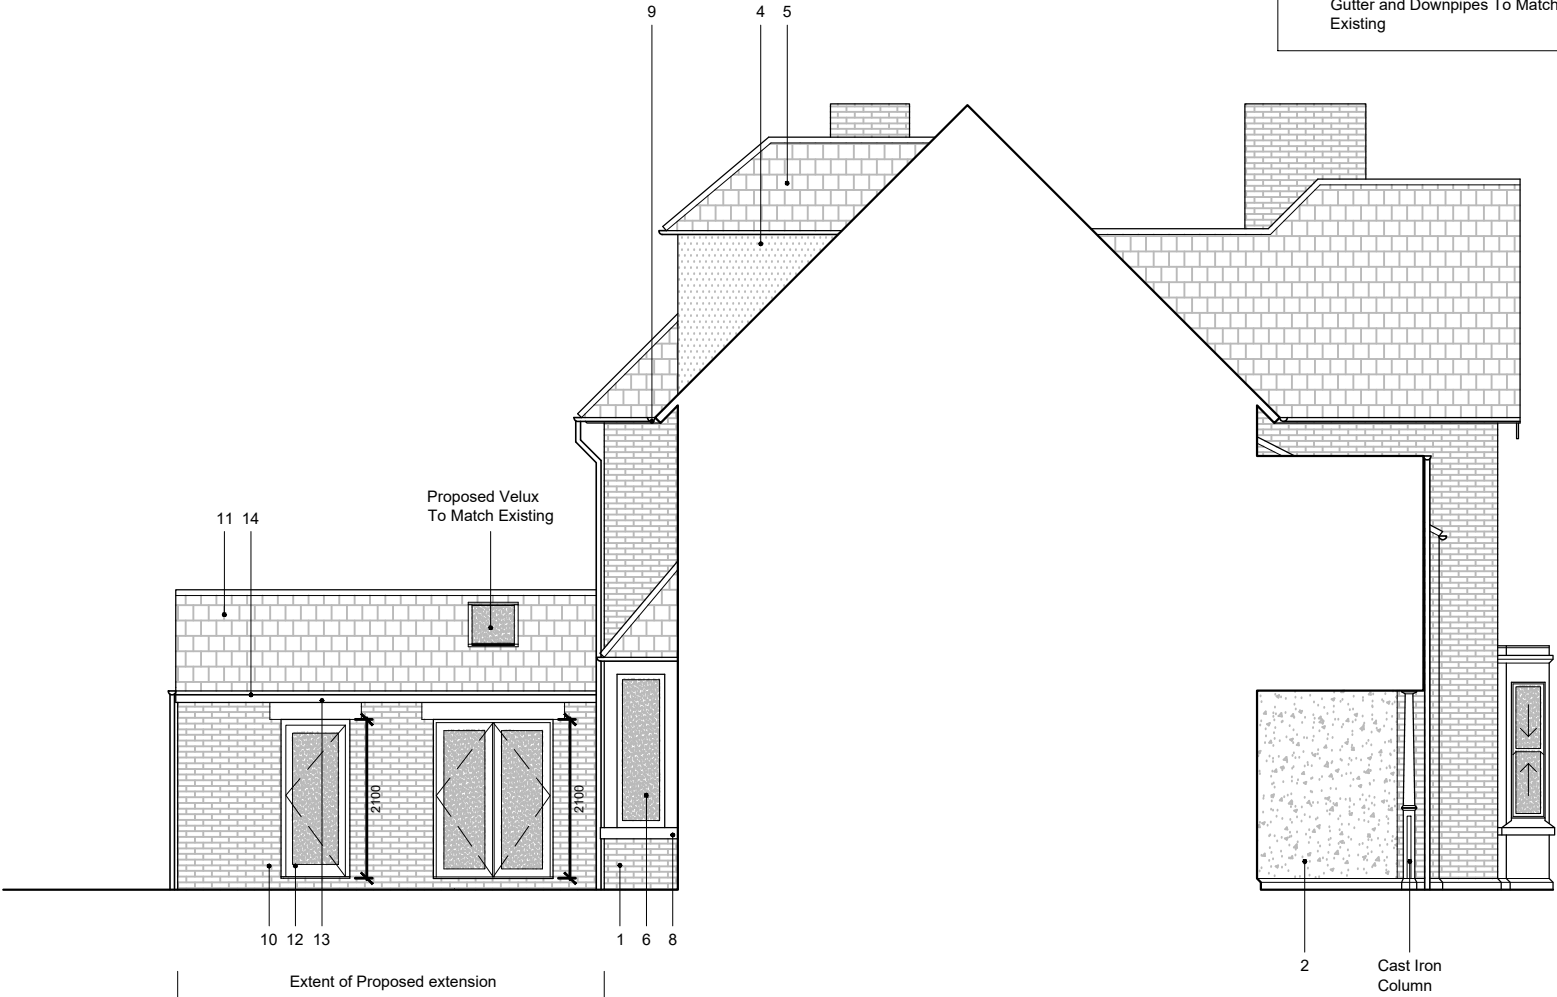 9 4 5
Gutter and Downpipes To Match
Existing
Proposed Velux
To Match Existing
11 14
2100
2100
10 12 13
1 6 8
2
Cast Iron
Column
Extent of Proposed extension